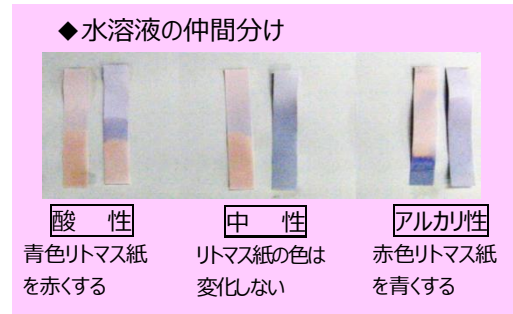 ◆水溶液の仲間分け
酸 性
青色リトマス紙
を赤くする
中 性
リトマス紙の色は
変化しない
アルカリ性
赤色リトマス紙
を青くする